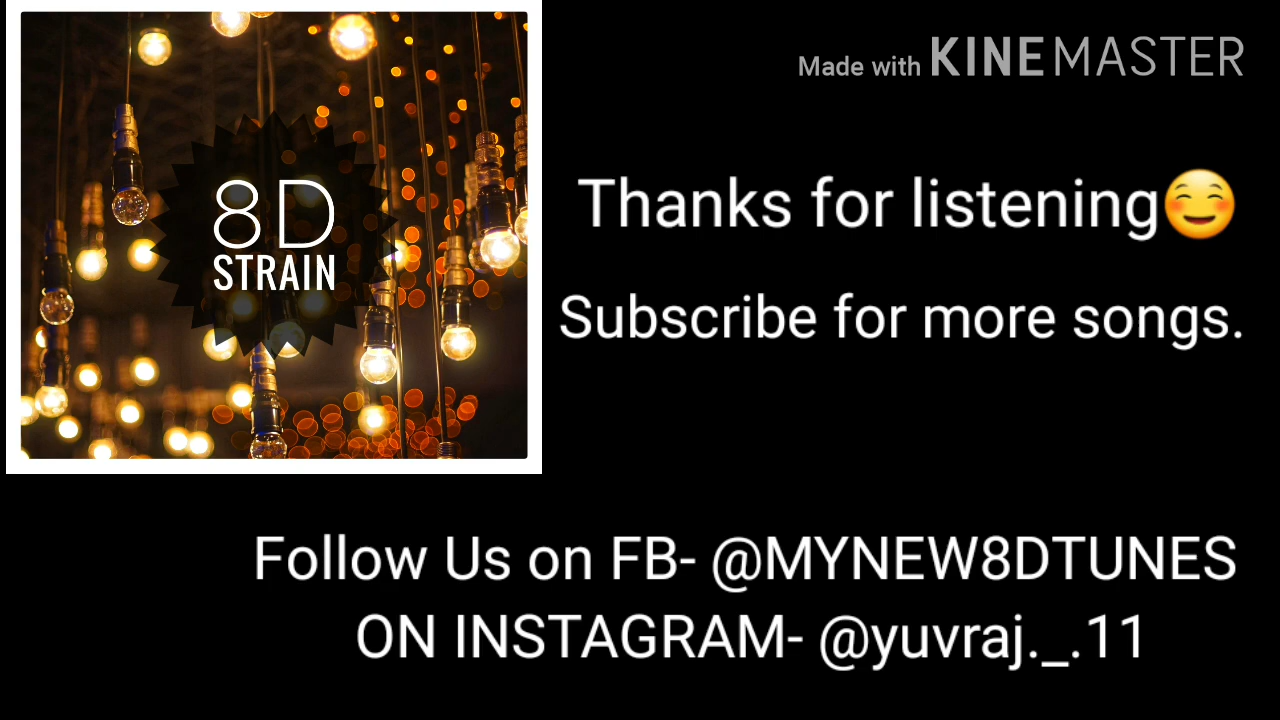 Made with KINEMASTER
8D
STRAIN
Thanks for listening😊
Subscribe for more songs.
Follow Us on FB- @MYNEW8DTUNES
ON INSTAGRAM- @yuvraj._.11